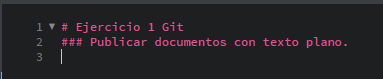 1 # Ejercicio 1 Git
2 ### Publicar documentos con texto plano.
3